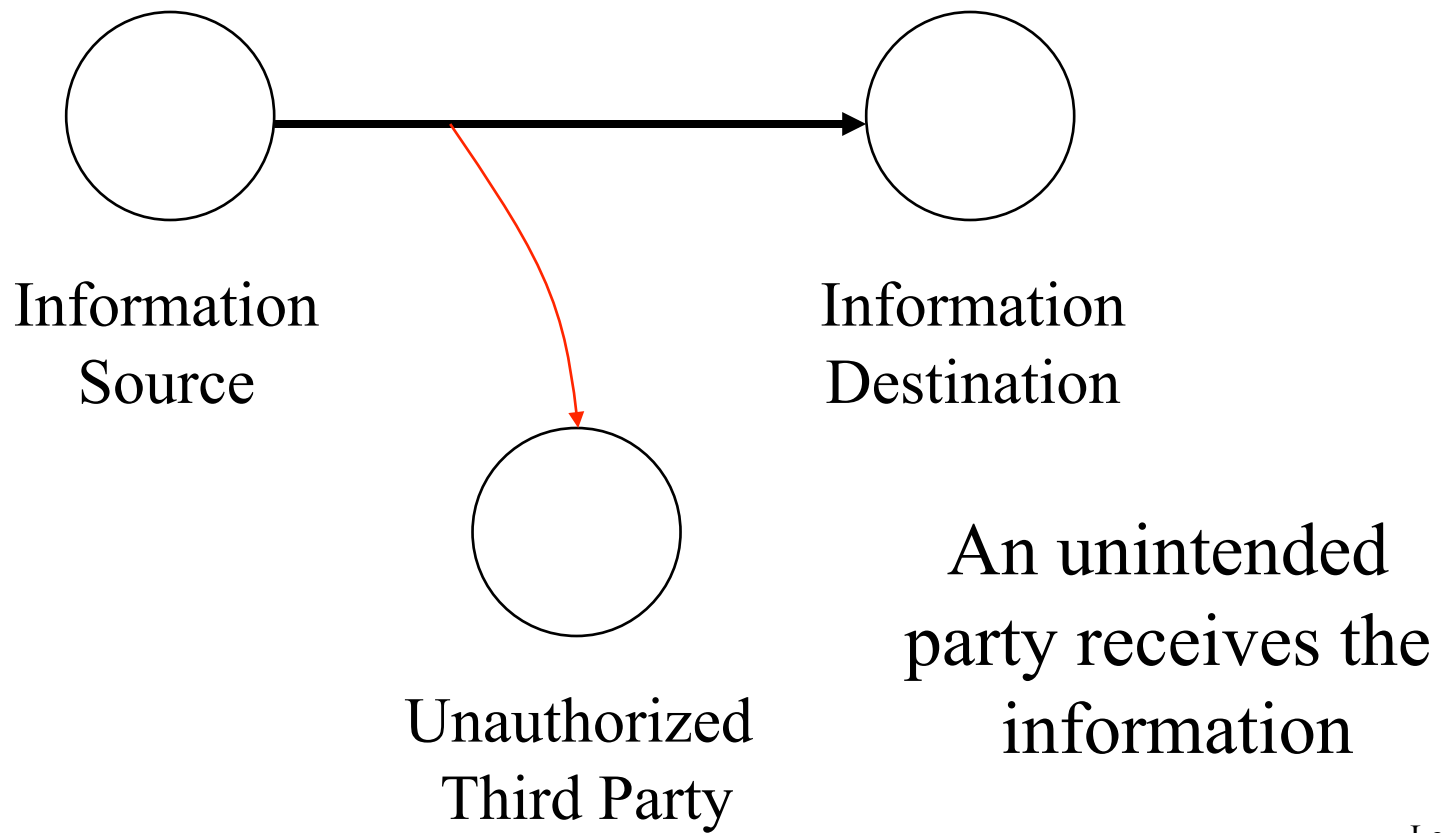 Information
Source
Information
Destination
Unauthorized
Third Party
An unintended
party receives the
information